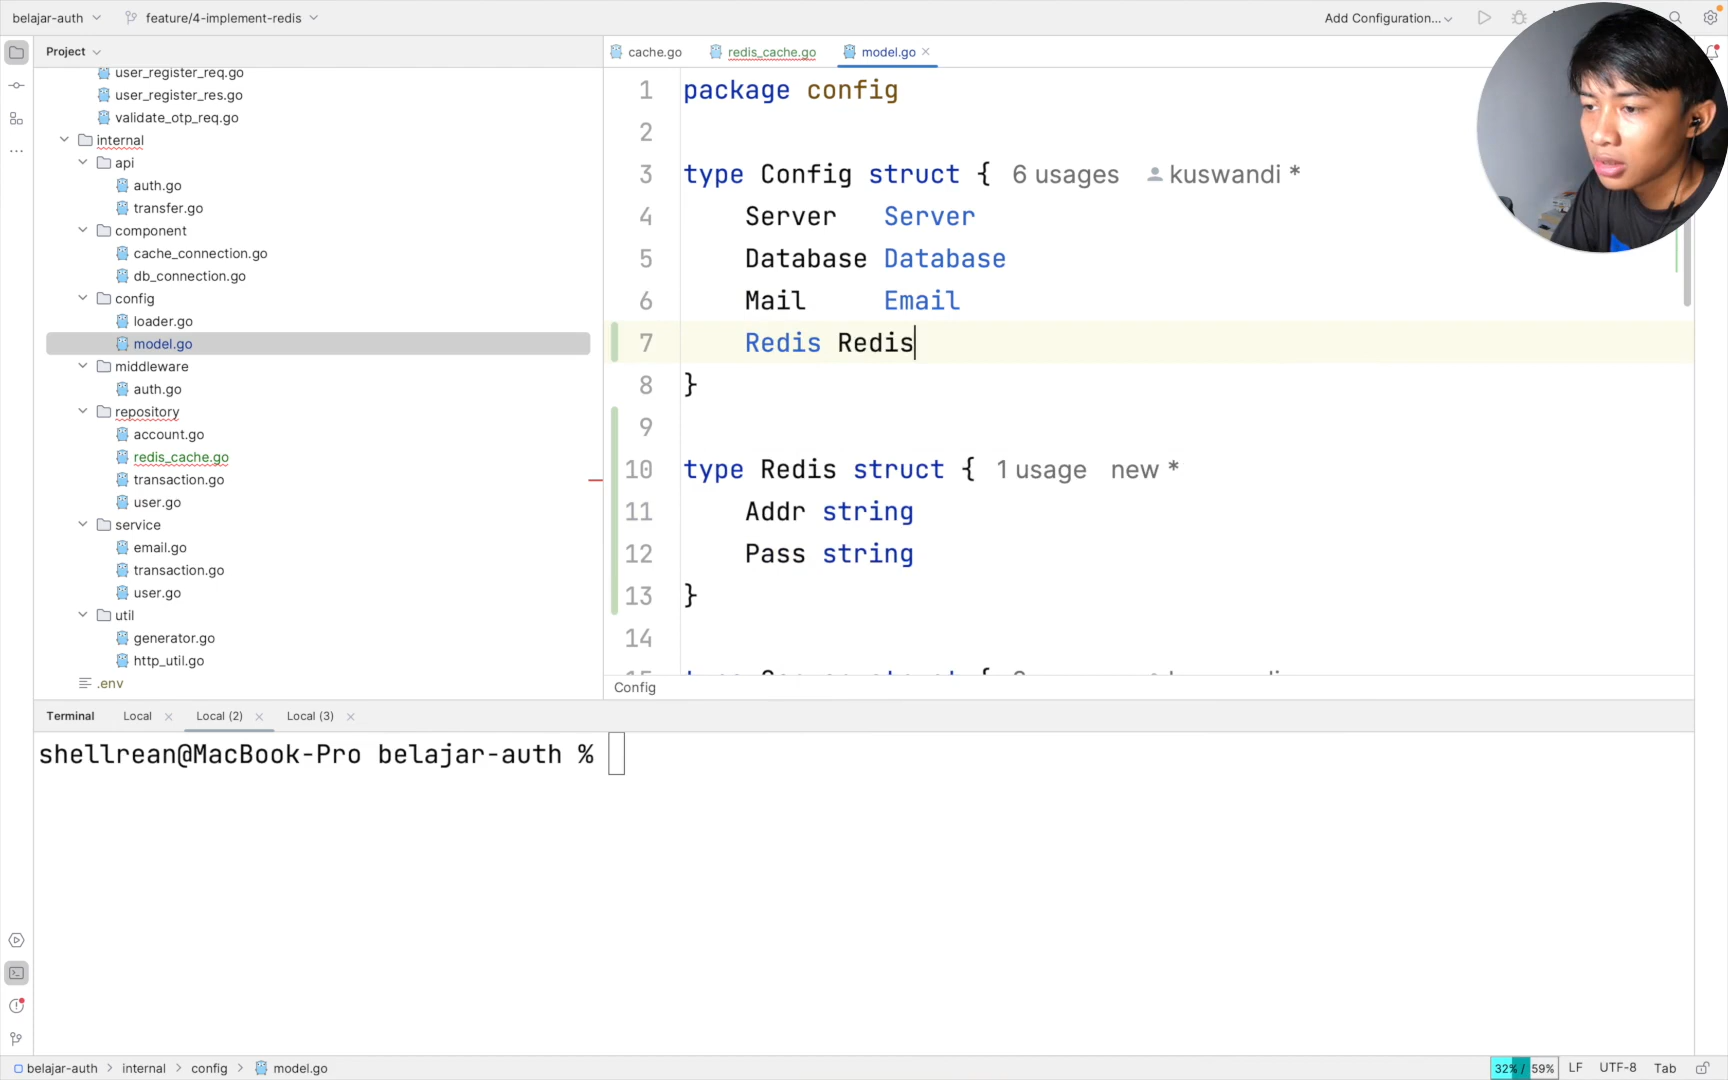 belajar-auth
feature/4-implement-redis
Add Configuration...
Project
cache.go
redis_cache.go
model.go
user_register_req.go
user_register_res.go
validate_otp_req.go
internal
api
auth.go
transfer.go
component
cache_connection.go
db_connection.go
config
loader.go
model.go
middleware
auth.go
repository
account.go
redis_cache.go
transaction.go
user.go
service
email.go
transaction.go
user.go
util
generator.go
http_util.go
.env
1 package config
2
3 type Config struct { 6 usages kuswandi *
4 Server Server
5 Database Database
6 Mail Email
7 Redis Redis
8 }
9
10 type Redis struct { 1 usage new *
11 Addr string
12 Pass string
13 }
14
Config
Terminal
Local
Local (2)
Local (3)
shellrean@MacBook-Pro belajar-auth %
belajar-auth > internal > config > model.go
32% / 59%
LF
UTF-8
Tab